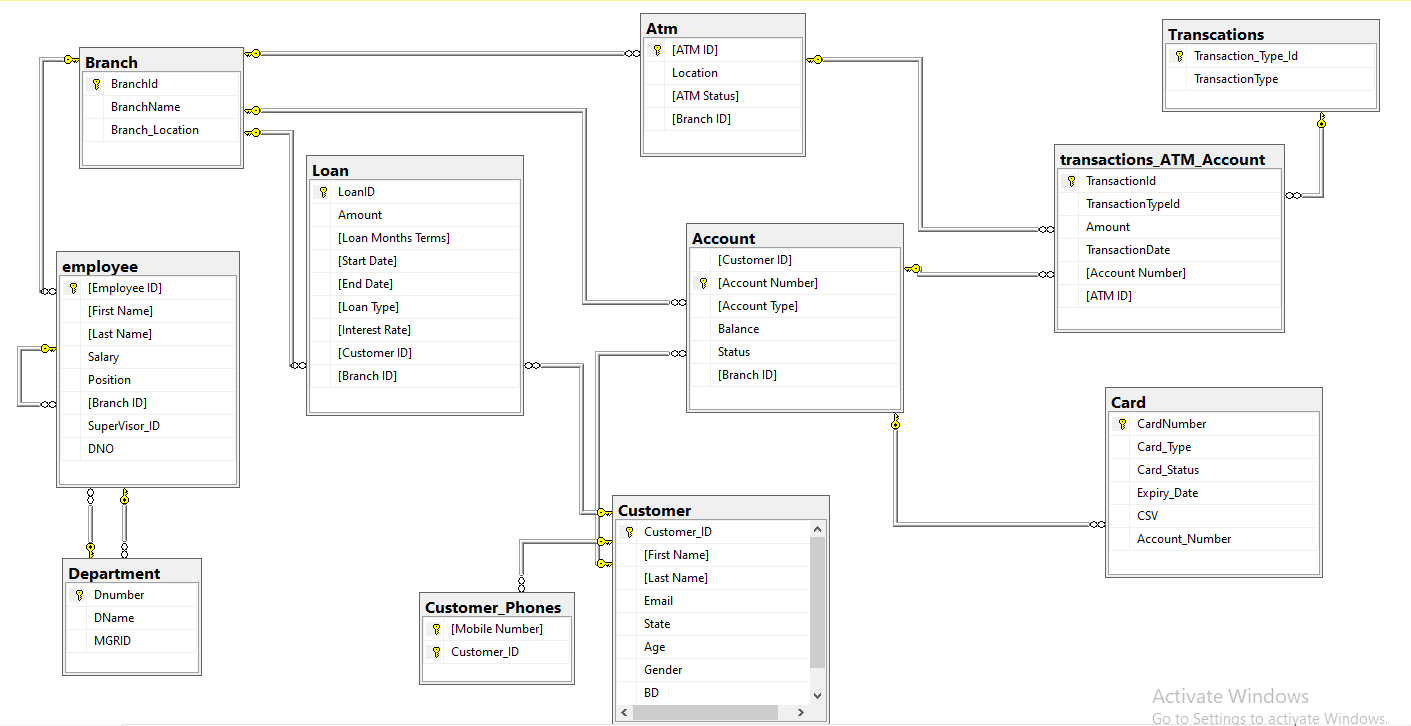 Branch
BranchId
BranchName
Branch_Location
Atm
[ATM ID]
Location
[ATM Status]
[Branch ID]
Transcations
Transaction_Type_Id
TransactionType
Loan
LoanID
Amount
[Loan Months Terms]
[Start Date]
[End Date]
[Loan Type]
[Interest Rate]
[Customer ID]
[Branch ID]
transactions_ATM_Account
TransactionId
TransactionTypeId
Amount
TransactionDate
[Account Number]
[ATM ID]
employee
[Employee ID]
[First Name]
[Last Name]
Salary
Position
[Branch ID]
SuperVisor_ID
DNO
Account
[Customer ID]
[Account Number]
[Account Type]
Balance
Status
[Branch ID]
Card
CardNumber
Card_Type
Card_Status
Expiry_Date
CSV
Account_Number
Department
Dnumber
DName
MGRID
Customer_Phones
[Mobile Number]
Customer_ID
Customer
Customer_ID
[First Name]
[Last Name]
Email
State
Age
Gender
BD
Activate Windows
Go to Settings to activate Windows.